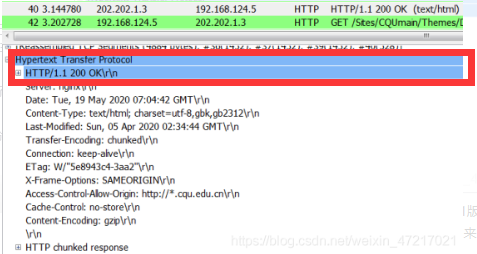 40 3.144780 202.202.1.3 192.168.124.5 HTTP HTTP/1.1 200 OK (text/html)
42 3.202728 192.168.124.5 202.202.1.3 HTTP GET /Sites/CQUmain/Themes/D
Hypertext Transfer Protocol
HTTP/1.1 200 OK\r\n
Server: nginx\r\n
Date: Tue, 19 May 2020 07:04:42 GMT\r\n
Content-Type: text/html; charset=utf-8,gbk,gb2312\r\n
Last-Modified: Sun, 05 Apr 2020 02:34:44 GMT\r\n
Transfer-Encoding: chunked\r\n
Connection: keep-alive\r\n
ETag: W/"5e8943c4-3aa2"\r\n
X-Frame-Options: SAMEORIGIN\r\n
Access-Control-Allow-Origin: http://*.cqu.edu.cn\r\n
Cache-Control: no-store\r\n
Content-Encoding: gzip\r\n
\r\n
HTTP chunked response
版
来
https://blog.csdn.net/weixin_47217021